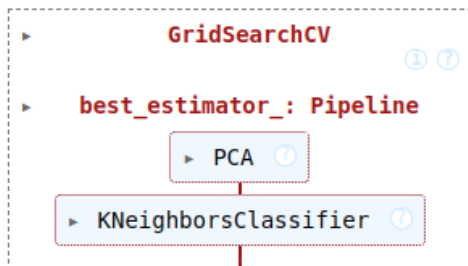 GridSearchCV
i ?
best_estimator_: Pipeline
PCA ?
KNeighborsClassifier ?